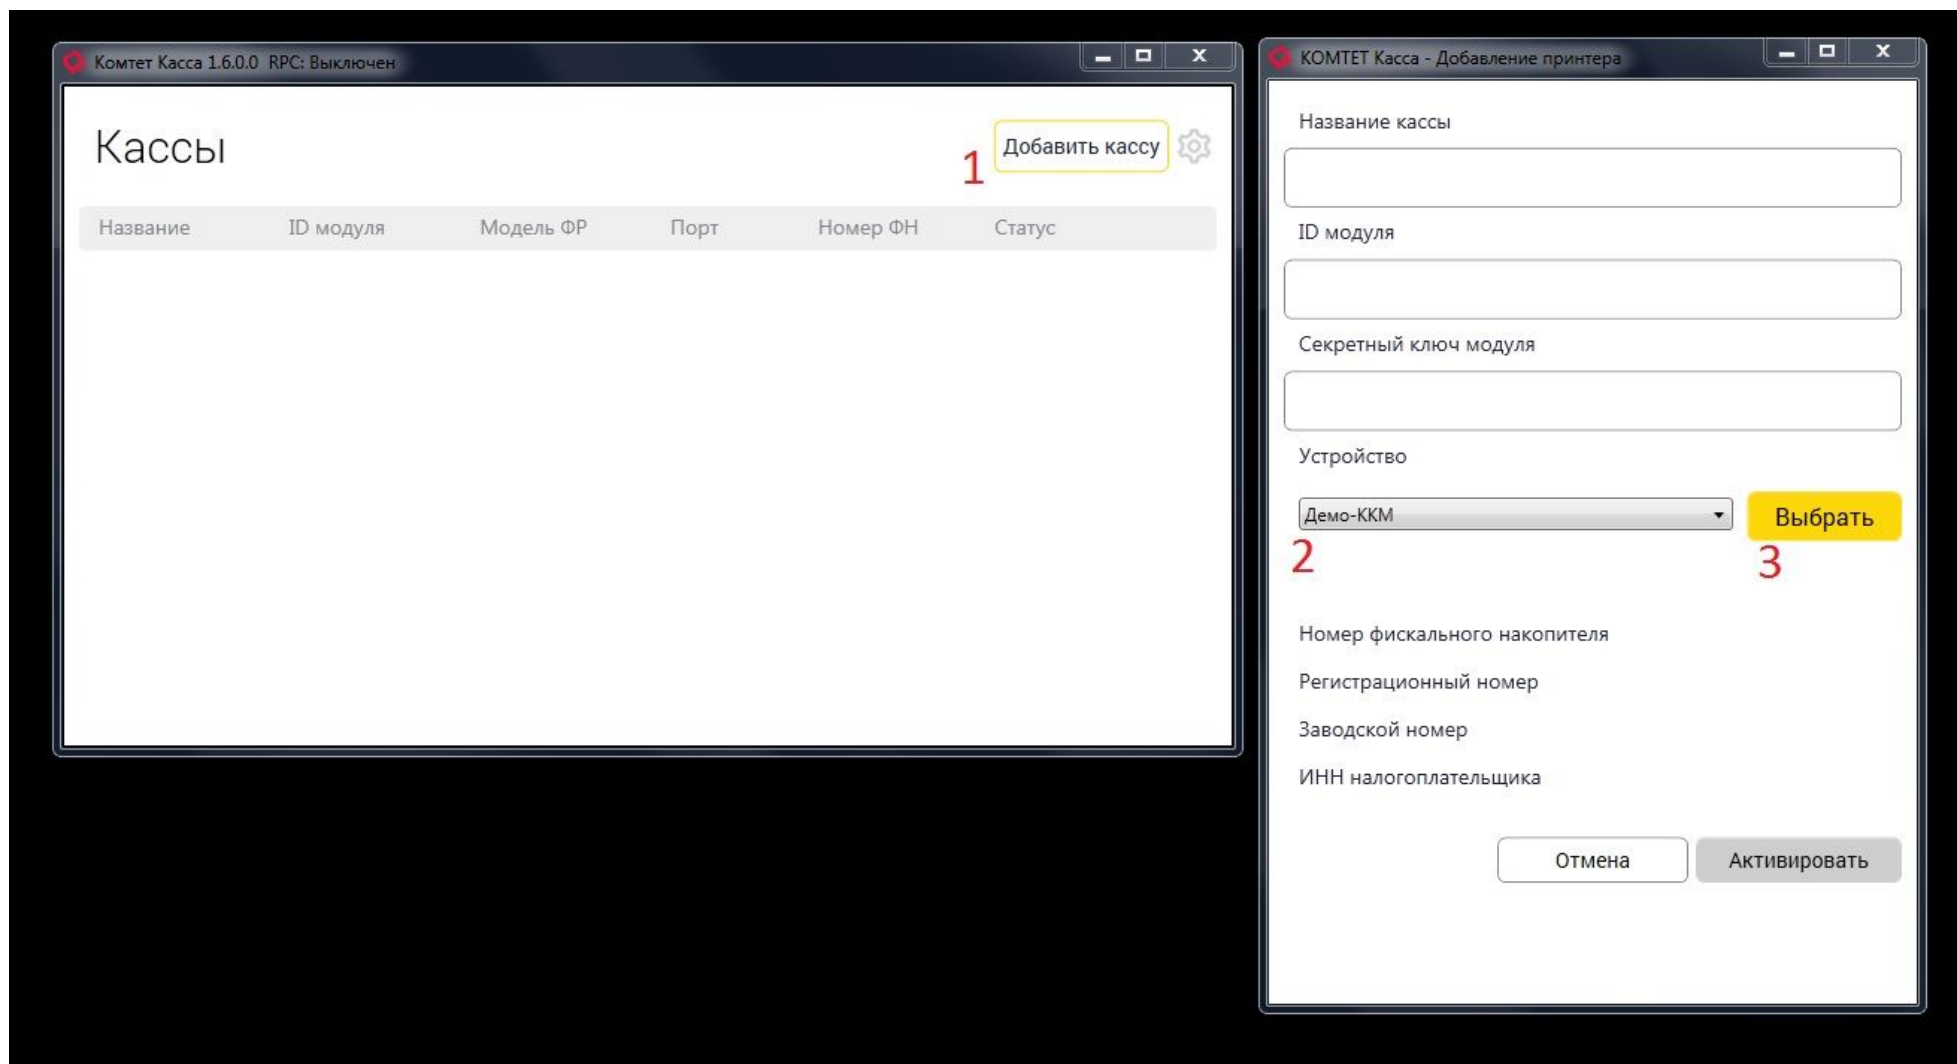 Комтет Касса 1.6.0.0 RPC: Выключен
Кассы
1
Добавить кассу
Название ID модуля Модель ФР Порт Номер ФН Статус
КОМТЕТ Касса - Добавление принтера
Название кассы
ID модуля
Секретный ключ модуля
Устройство
Демо-ККМ
Выбрать
2
3
Номер фискального накопителя
Регистрационный номер
Заводской номер
ИНН налогоплательщика
Отмена
Активировать